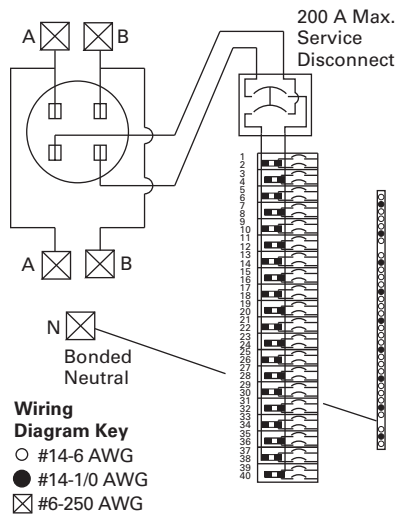 A
B
200 A Max.
Service
Disconnect
1
2
3
4
5
6
7
8
9
10
11
12
13
14
15
16
17
18
19
20
21
22
23
24
25
26
27
28
29
30
31
32
33
34
35
36
37
38
39
40
A
B
N
Bonded
Neutral
Wiring
Diagram Key
#14-6 AWG
#14-1/0 AWG
#6-250 AWG